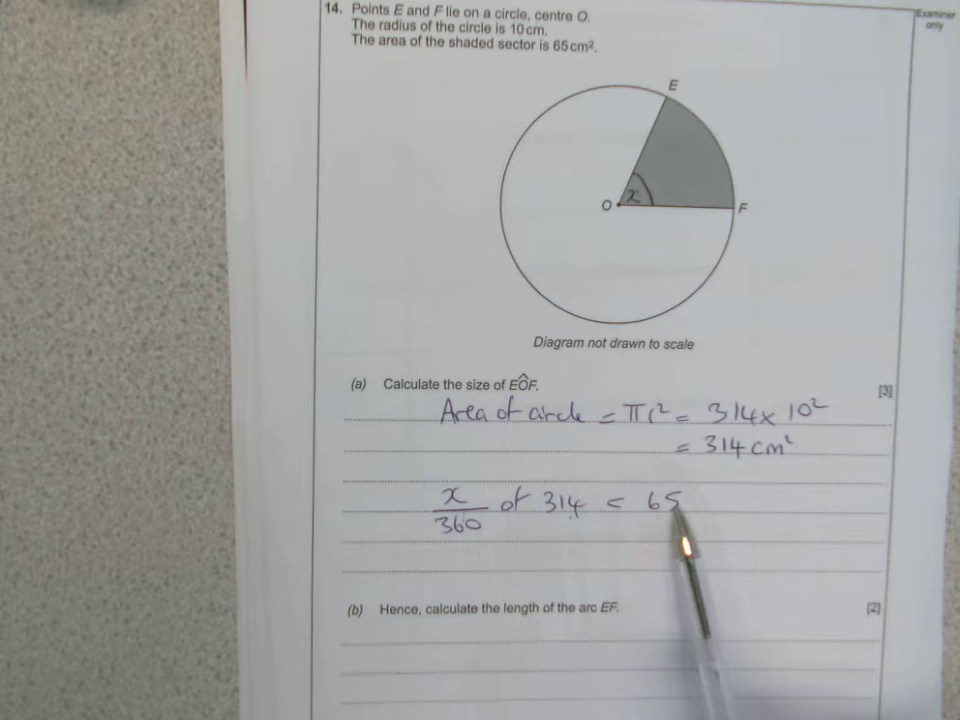 14. Points E and F lie on a circle, centre O.
The radius of the circle is 10 cm.
The area of the shaded sector is 65 cm².
Examiner
only
E
O
x
F
Diagram not drawn to scale
(a) Calculate the size of EÔF.
[3]
Area of circle = πr² = 314 x 10²
= 314 cm²
x/360 of 314 = 65
(b) Hence, calculate the length of the arc EF.
[2]